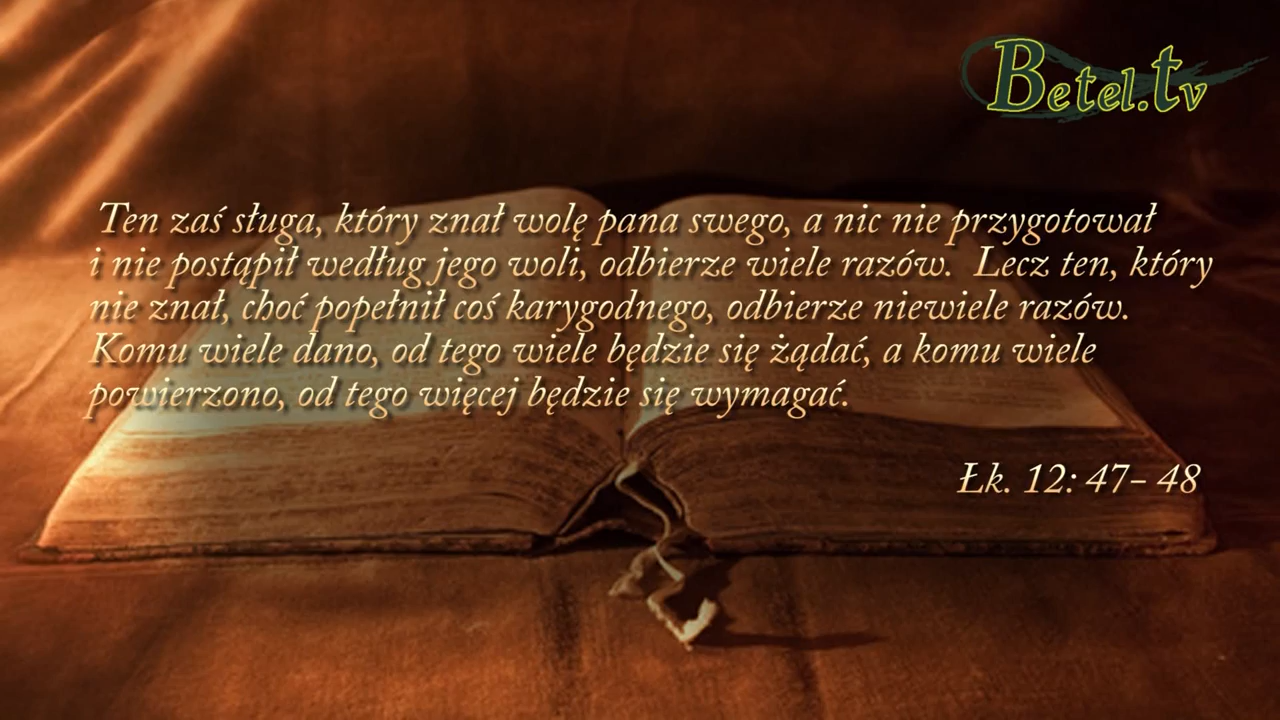 Betel.tv
Ten zaś sługa, który znał wolę pana swego, a nic nie przygotował
i nie postąpił według jego woli, odbierze wiele razów. Lecz ten, który
nie znał, choć popełnił coś karygodnego, odbierze niewiele razów.
Komu wiele dano, od tego wiele będzie się żądać, a komu wiele
powierzono, od tego więcej będzie się wymagać.
Łk. 12: 47- 48